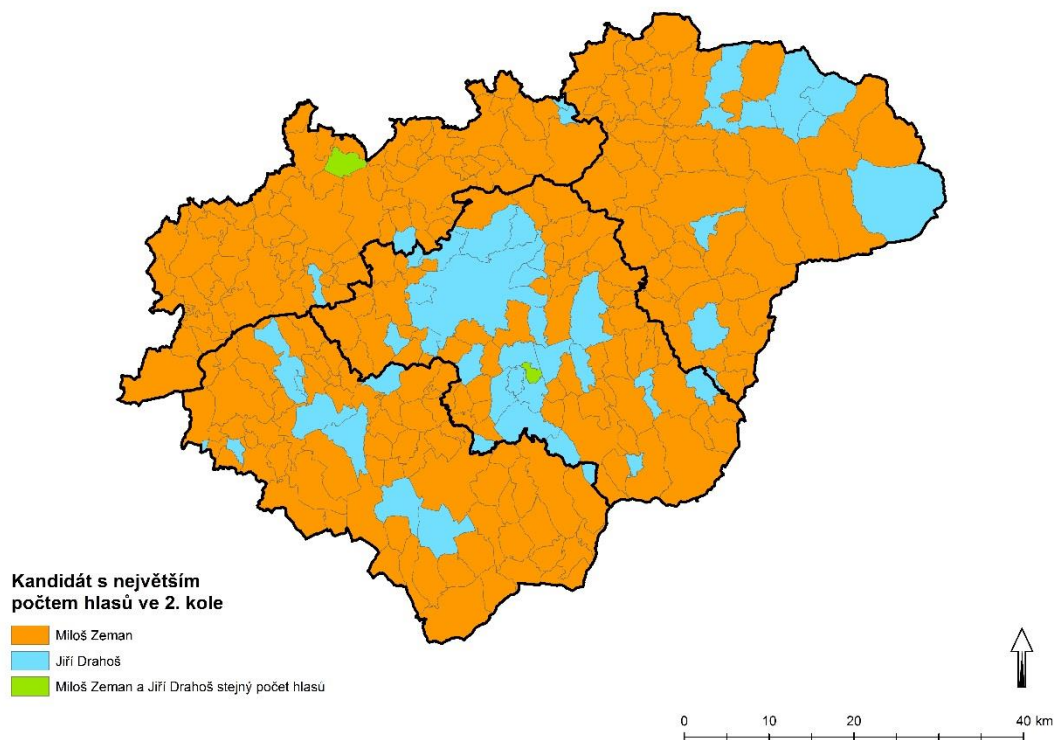 Kandidát s největším
počtem hlasů ve 2. kole
Miloš Zeman
Jiří Drahoš
Miloš Zeman a Jiří Drahoš stejný počet hlasů
0 10 20 40 km